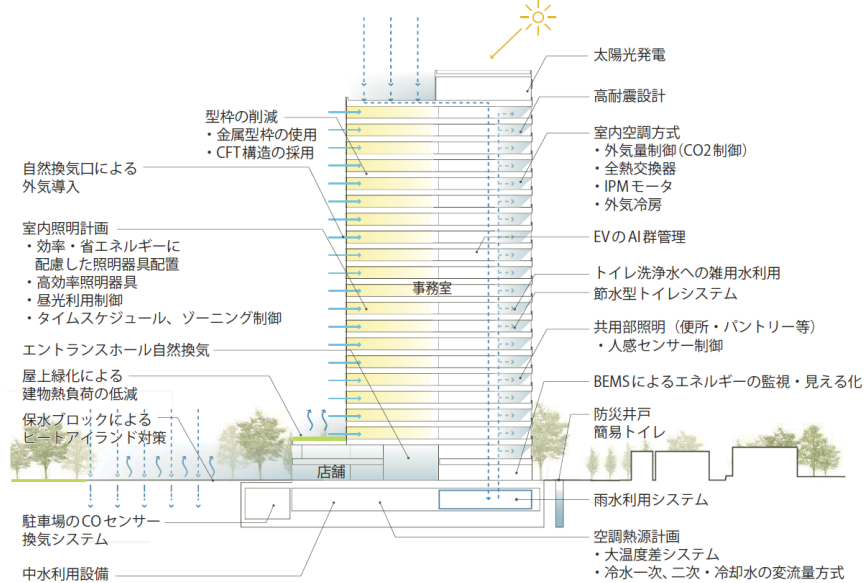 型枠の削減
・金属型枠の使用
・CFT構造の採用
自然換気口による
外気導入
室内照明計画
・効率・省エネルギーに
配慮した照明器具配置
・高効率照明器具
・昼光利用制御
・タイムスケジュール、ゾーニング制御
エントランスホール自然換気
屋上緑化による
建物熱負荷の低減
保水ブロックによる
ヒートアイランド対策
駐車場のCOセンサー
換気システム
中水利用設備
事務室
店舗
太陽光発電
高耐震設計
室内空調方式
・外気量制御(CO2制御)
・全熱交換器
・IPMモータ
・外気冷房
EVのAI群管理
トイレ洗浄水への雑用水利用
節水型トイレシステム
共用部照明（便所・パントリー等）
・人感センサー制御
BEMSによるエネルギーの監視・見える化
防災井戸
簡易トイレ
雨水利用システム
空調熱源計画
・大温度差システム
・冷水一次、二次・冷却水の変流量方式